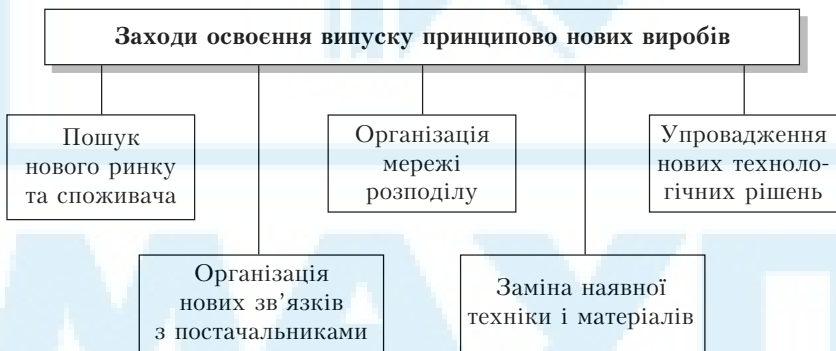 Заходи освоєння випуску принципово нових виробів
Пошук
нового ринку
та споживача
Організація
мережі
розподілу
Упровадження
нових техноло-
гічних рішень
Організація
нових зв'язків
з постачальниками
Заміна наявної
техніки і матеріалів